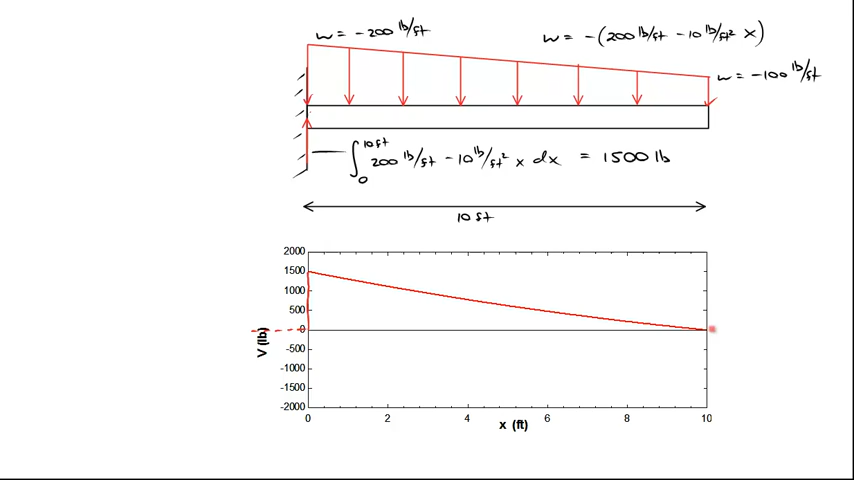 w = -200 lb/ft
w = -(200 lb/ft - 10 lb/ft² x)
w = -100 lb/ft
∫₀^10ft 200 lb/ft - 10 lb/ft² x dx = 1500 lb
10 ft
2000
1500
1000
500
0
-500
-1000
-1500
-2000
V (lb)
0 2 4 6 8 10
x (ft)